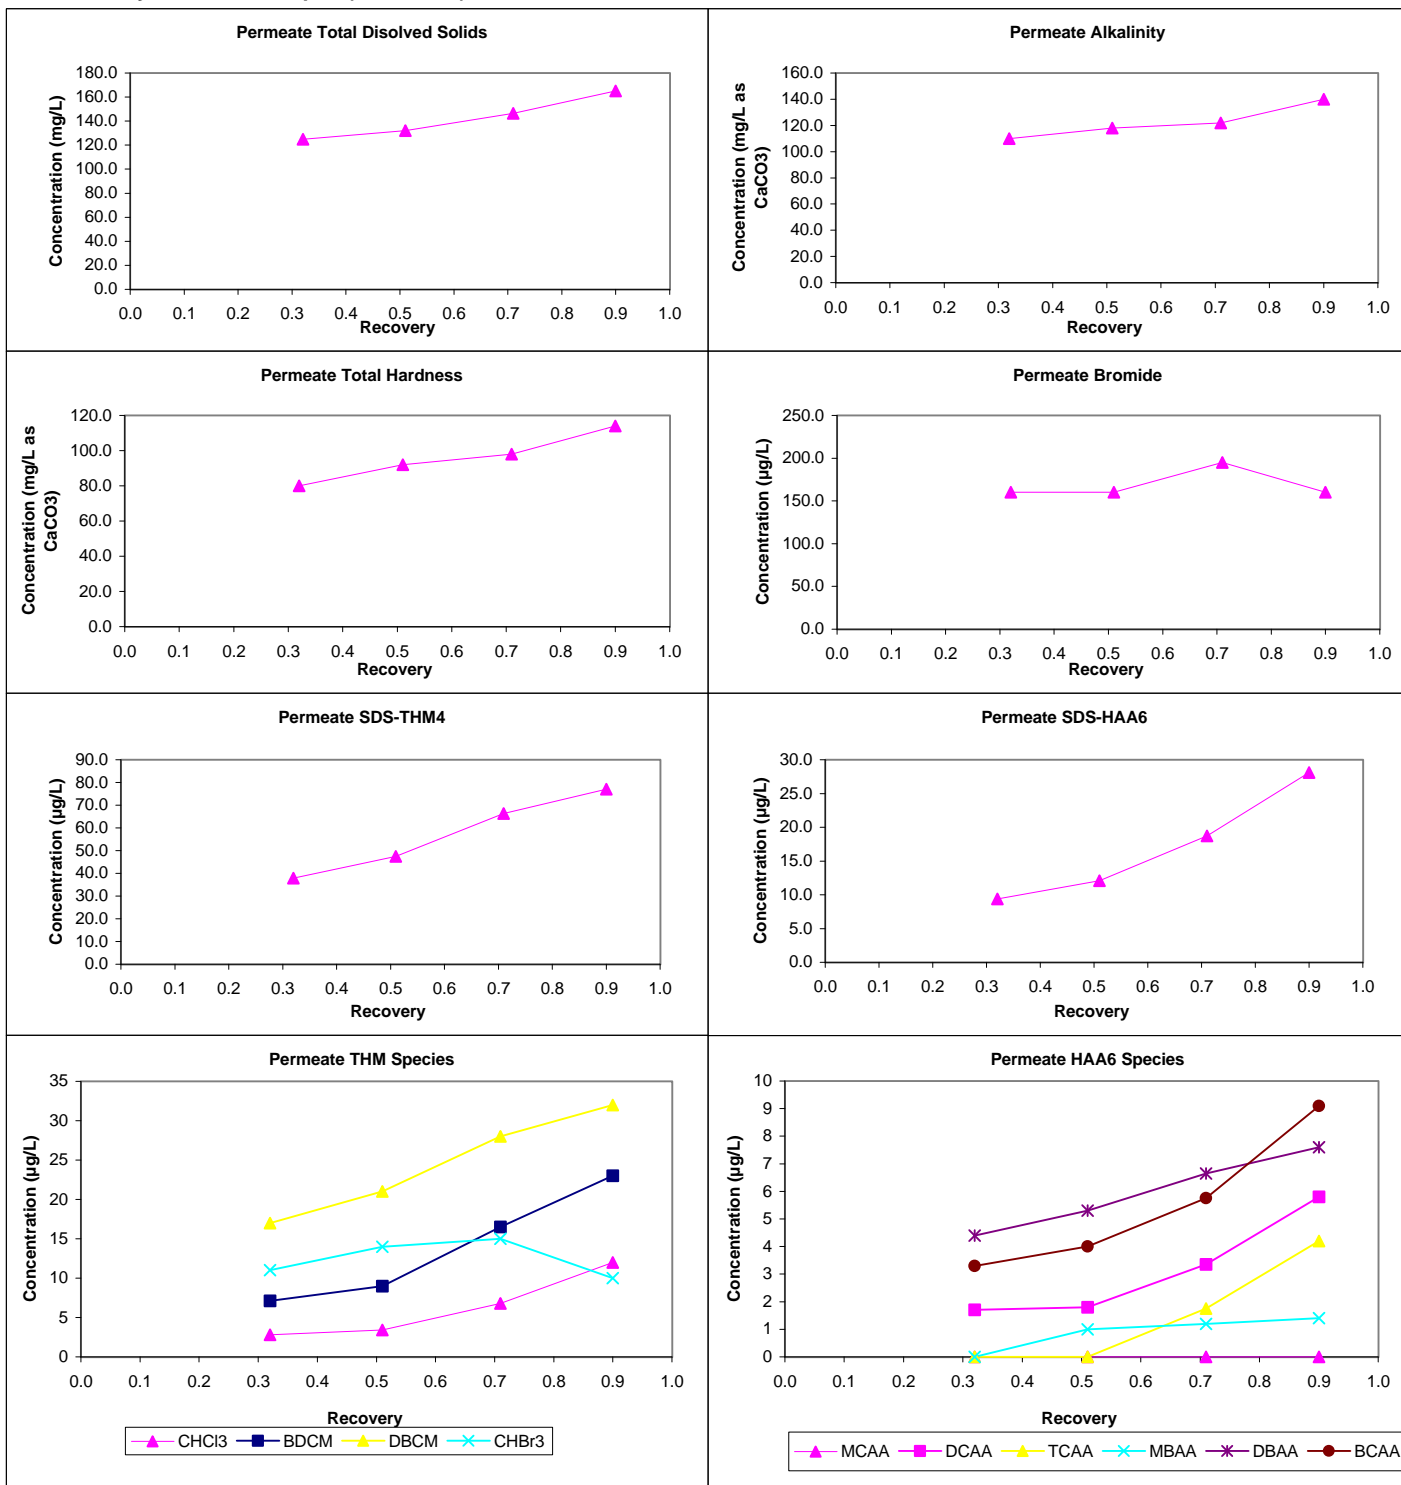 Permeate Total Disolved Solids
Concentration (mg/L)
180.0
160.0
140.0
120.0
100.0
80.0
60.0
40.0
20.0
0.0
0.0 0.1 0.2 0.3 0.4 0.5 0.6 0.7 0.8 0.9 1.0
Recovery
Permeate Alkalinity
Concentration (mg/L as
CaCO3)
160.0
140.0
120.0
100.0
80.0
60.0
40.0
20.0
0.0
0.0 0.1 0.2 0.3 0.4 0.5 0.6 0.7 0.8 0.9 1.0
Recovery
Permeate Total Hardness
Concentration (mg/L as
CaCO3)
120.0
100.0
80.0
60.0
40.0
20.0
0.0
0.0 0.1 0.2 0.3 0.4 0.5 0.6 0.7 0.8 0.9 1.0
Recovery
Permeate Bromide
Concentration (µg/L)
250.0
200.0
150.0
100.0
50.0
0.0
0.0 0.1 0.2 0.3 0.4 0.5 0.6 0.7 0.8 0.9 1.0
Recovery
Permeate SDS-THM4
Concentration (µg/L)
90.0
80.0
70.0
60.0
50.0
40.0
30.0
20.0
10.0
0.0
0.0 0.1 0.2 0.3 0.4 0.5 0.6 0.7 0.8 0.9 1.0
Recovery
Permeate SDS-HAA6
Concentration (µg/L)
30.0
25.0
20.0
15.0
10.0
5.0
0.0
0.0 0.1 0.2 0.3 0.4 0.5 0.6 0.7 0.8 0.9 1.0
Recovery
Permeate THM Species
Concentration (µg/L)
35
30
25
20
15
10
5
0
0.0 0.1 0.2 0.3 0.4 0.5 0.6 0.7 0.8 0.9 1.0
Recovery
CHCl3 BDCM DBCM CHBr3
Permeate HAA6 Species
Concentration (µg/L)
10
9
8
7
6
5
4
3
2
1
0
0.0 0.1 0.2 0.3 0.4 0.5 0.6 0.7 0.8 0.9 1.0
Recovery
MCAA DCAA TCAA MBAA DBAA BCAA